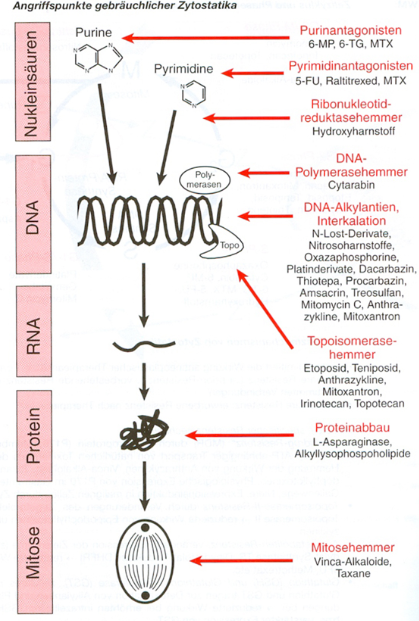 Angriffspunkte gebräuchlicher Zytostatika
Nukleinsäuren
Purine
Pyrimidine
Purinantagonisten
6-MP, 6-TG, MTX
Pyrimidinantagonisten
5-FU, Raltitrexed, MTX
Ribonukleotid-
reduktasehemmer
Hydroxyharnstoff
DNA
Poly-
merasen
Topo
DNA-
Polymerasehemmer
Cytarabin
DNA-Alkylantien,
Interkalation
N-Lost-Derivate,
Nitrosoharnstoffe,
Oxazaphosphorine,
Platinderivate, Dacarbazin,
Thiotepa, Procarbazin,
Amsacrin, Treosulfan,
Mitomycin C, Anthra-
zykline, Mitoxantron
RNA
Topoisomerase-
hemmer
Etoposid, Teniposid,
Anthrazykline,
Mitoxantron,
Irinotecan, Topotecan
Protein
Proteinabbau
L-Asparaginase,
Alkyllysophospoholipide
Mitose
Mitosehemmer
Vinca-Alkaloide,
Taxane